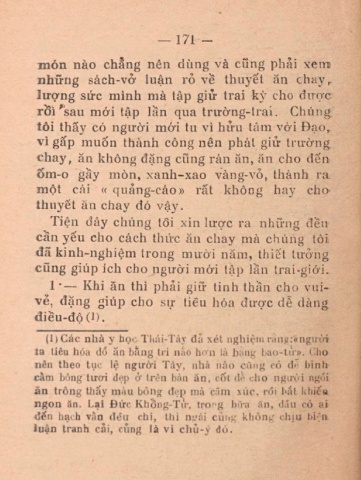 — 171 —
món nào chẳng nên dùng và cũng phải xem
những sách-vở luận rỏ về thuyết ăn chay,
lượng sức mình mà tập giử trai kỳ cho được
rồi sau mới tập lần qua trường-trai. Chúng
tôi thấy có người mới tu vì hửu tâm với Đạo,
vì gấp muốn thành công nên phát giử trường
chay, ăn không đặng cũng rán ăn, ăn cho đến
ốm-o gầy mòn, xanh-xao vàng-vỏ, thành ra
một cái « quảng-cáo » rất không hay cho
thuyết ăn chay đó vậy.
Tiện đây chúng tôi xin lược ra những đều
cần yếu cho cách thức ăn chay mà chúng tôi
đã kinh-nghiệm trong mười năm, thiết tưởng
cũng giúp ích cho người mới tập lần trai-giới.
1·— Khi ăn thì phải giữ tinh thần cho vui-
vẻ, đặng giúp cho sự tiêu hóa được dể dàng
điều-độ (1).
(1) Các nhà y học Thái-Tây đã xét nghiệm rằng: «người
ta tiêu hóa đồ ăn bằng trí não hơn là bằng bao-tử». Cho
nên theo tục lệ người Tây, nhà nào cũng có để bình
cắm bông tươi đẹp ở trên bàn ăn, cốt để cho người ngồi
ăn trông thấy màu bông đẹp mà cảm xúc, rồi bắt khiến
ngon ăn. Lại Đức Khổng-Tử, trong bữa ăn, dầu có ai
đến hạch vấn đều chi, thì ngài cũng không chịu biện
luận tranh cải, cũng là vì chủ-ý đó.